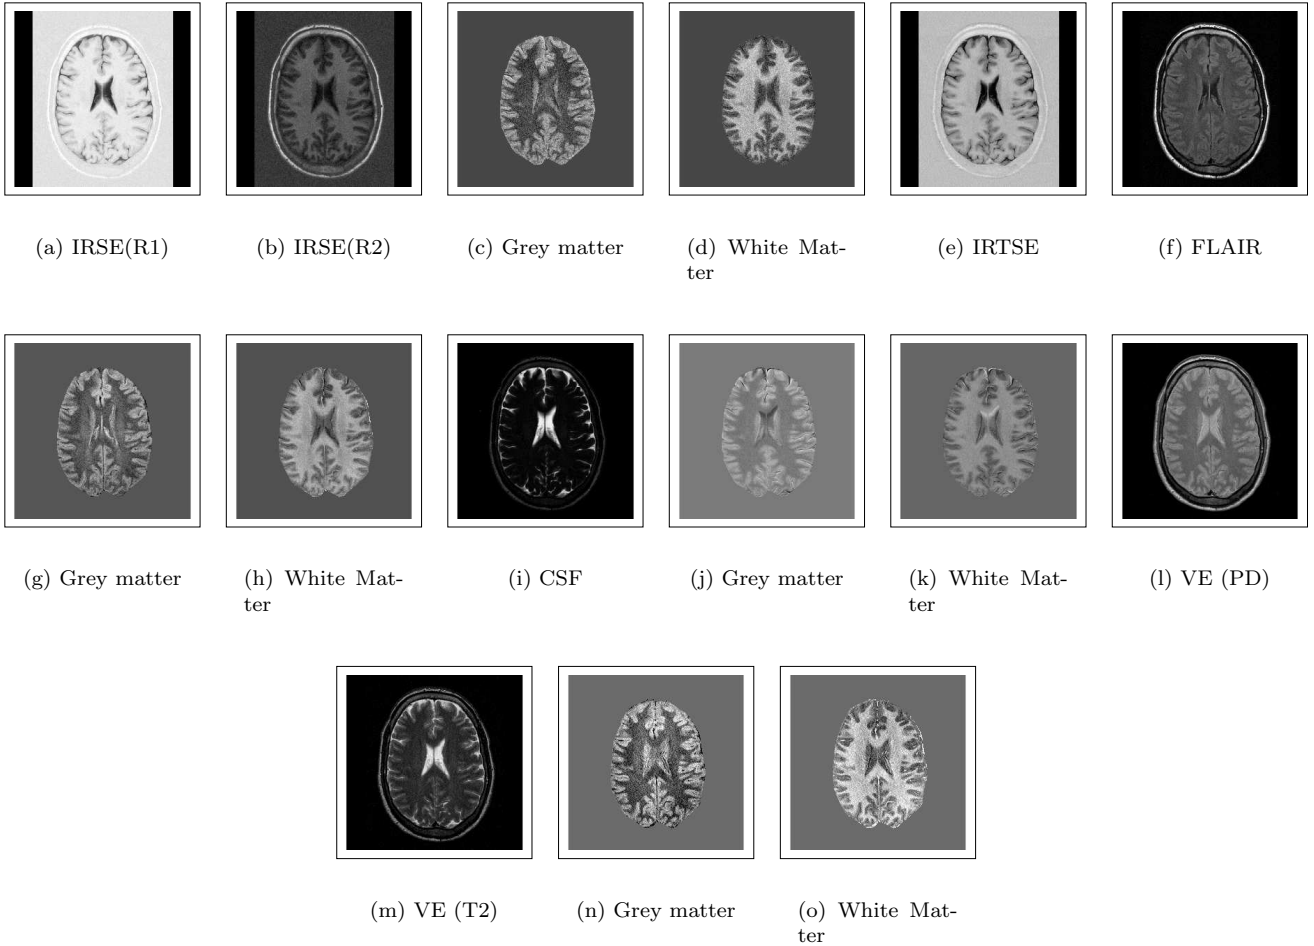 (a) IRSE(R1)
(b) IRSE(R2)
(c) Grey matter
(d) White Mat-
ter
(e) IRTSE
(f) FLAIR
(g) Grey matter
(h) White Mat-
ter
(i) CSF
(j) Grey matter
(k) White Mat-
ter
(l) VE (PD)
(m) VE (T2)
(n) Grey matter
(o) White Mat-
ter